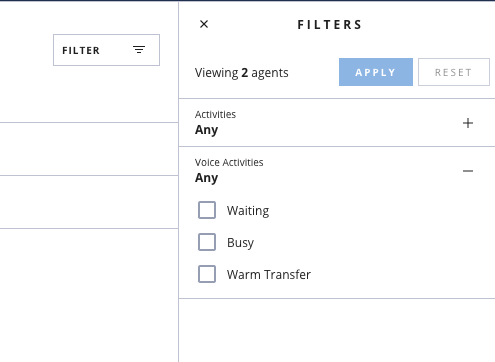 FILTER
FILTERS
Viewing 2 agents
APPLY
RESET
Activities
Any
Voice Activities
Any
Waiting
Busy
Warm Transfer